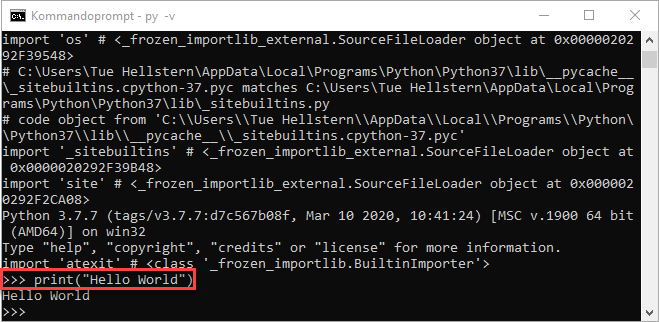 Kommandoprompt - py -v
import 'os' # <_frozen_importlib_external.SourceFileLoader object at 0x00000202
92F39548>
# C:\Users\Tue Hellstern\AppData\Local\Programs\Python\Python37\lib\__pycache__
\_sitebuiltins.cpython-37.pyc matches C:\Users\Tue Hellstern\AppData\Local\Prog
rams\Python\Python37\lib\_sitebuiltins.py
# code object from 'C:\\Users\\Tue Hellstern\\AppData\\Local\\Programs\\Python\
\Python37\\lib\\__pycache__\\_sitebuiltins.cpython-37.pyc'
import '_sitebuiltins' # <_frozen_importlib_external.SourceFileLoader object at
 0x0000020292F39B48>
import 'site' # <_frozen_importlib_external.SourceFileLoader object at 0x000002
0292F2CA08>
Python 3.7.7 (tags/v3.7.7:d7c567b08f, Mar 10 2020, 10:41:24) [MSC v.1900 64 bit
 (AMD64)] on win32
Type "help", "copyright", "credits" or "license" for more information.
import 'atexit' # <class '_frozen_importlib.BuiltinImporter'>
>>> print("Hello World")
Hello World
>>>